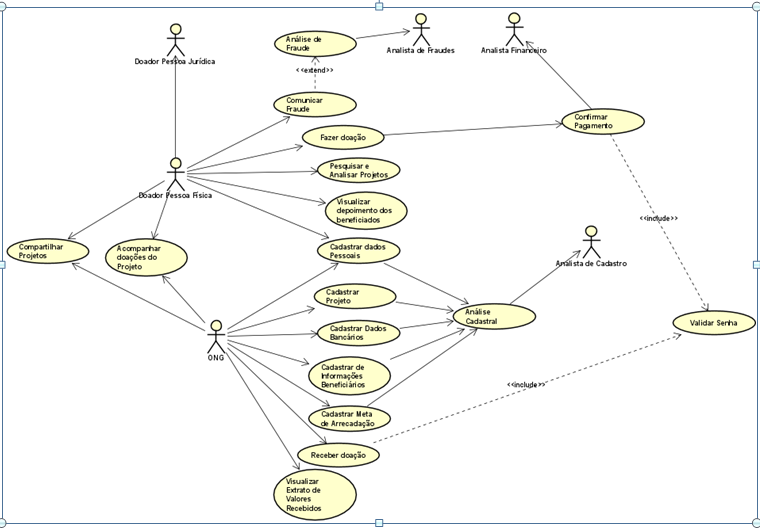 Doador Pessoa Jurídica
Análise de
Fraude
Analista de Fraudes
Analista Financeiro
<<extend>>
Comunicar
Fraude
Fazer doação
Confirmar
Pagamento
Pesquisar e
Analisar Projetos
Doador Pessoa Física
Visualizar
depoimento dos
beneficiados
<<include>>
Compartilhar
Projetos
Acompanhar
doações do
Projeto
Cadastrar dados
Pessoais
Analista de Cadastro
Cadastrar
Projeto
Análise
Cadastral
Validar Senha
Cadastrar Dados
Bancários
ONG
Cadastrar de
Informações
Beneficiários
<<include>>
Cadastrar Meta
de Arrecadação
Receber doação
Visualizar
Extrato de
Valores
Recebidos